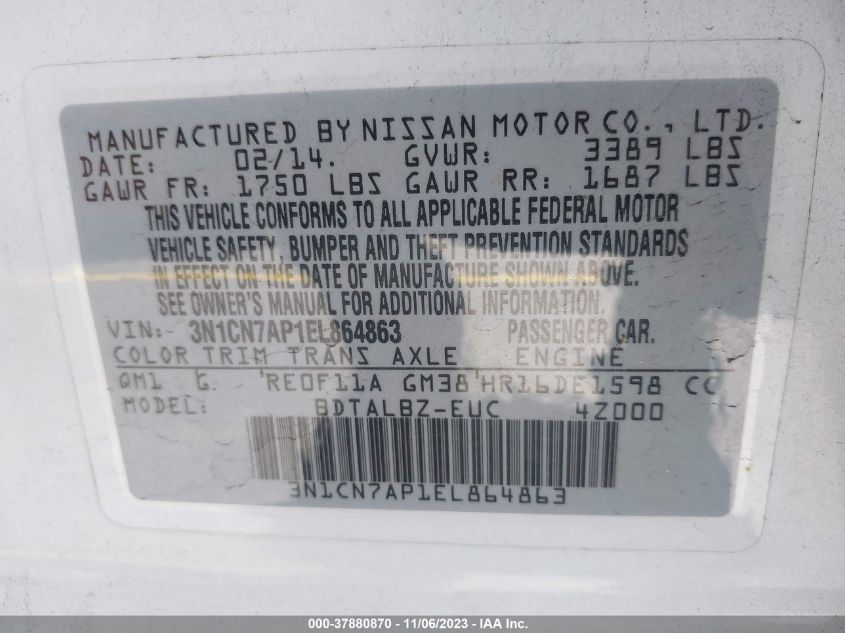 MANUFACTURED BY NISSAN MOTOR CO., LTD.
DATE: 02/14. GVWR: 3389 LBS
GAWR FR: 1750 LBS GAWR RR: 1687 LBS
THIS VEHICLE CONFORMS TO ALL APPLICABLE FEDERAL MOTOR
VEHICLE SAFETY, BUMPER AND THEFT PREVENTION STANDARDS
IN EFFECT ON THE DATE OF MANUFACTURE SHOWN ABOVE.
SEE OWNER'S MANUAL FOR ADDITIONAL INFORMATION.
VIN: 3N1CN7AP1EL864863 PASSENGER CAR.
COLOR TRIM TRANS AXLE ENGINE
QM1 G RE0F11A GM38 HR16DE1598 CC
MODEL: BDTALBZ-EUC 4Z000
3N1CN7AP1EL864863
000-37880870 - 11/06/2023 - IAA Inc.